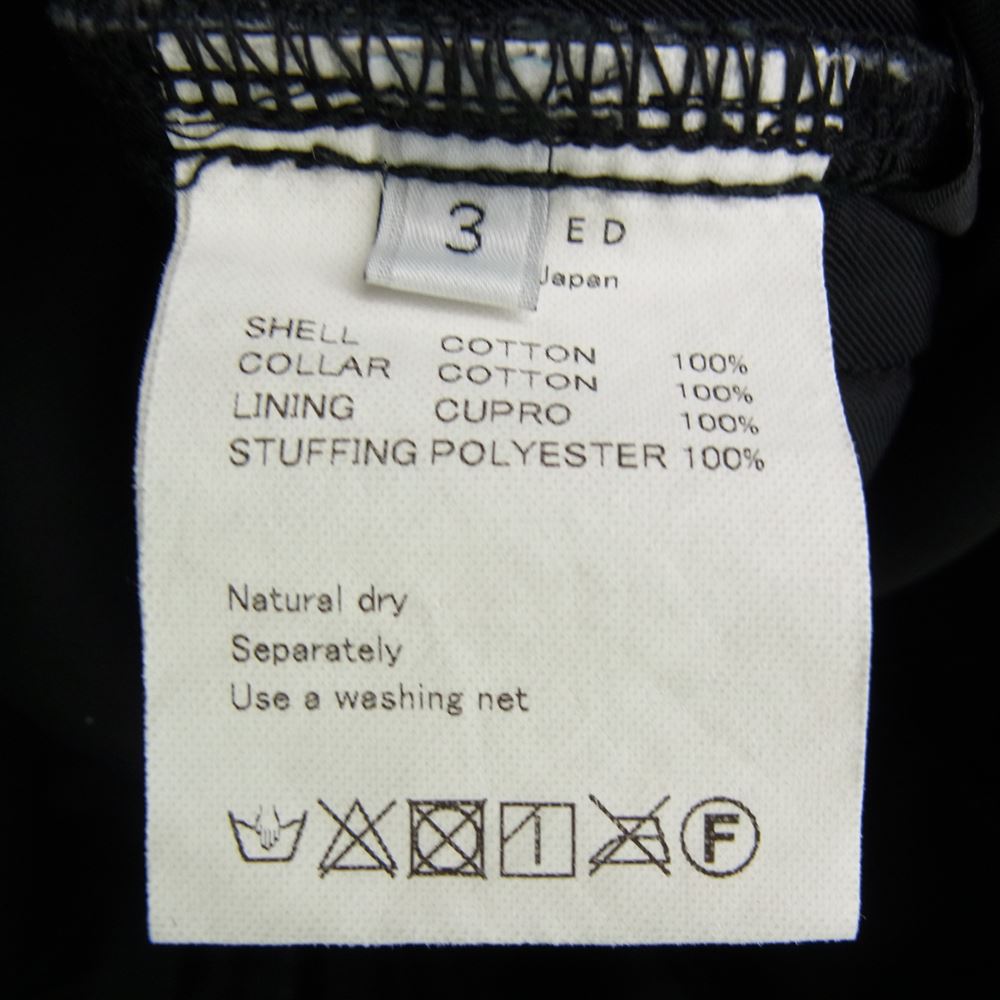 3
ED
Japan
SHELL COTTON 100%
COLLAR COTTON 100%
LINING CUPRO 100%
STUFFING POLYESTER 100%
Natural dry
Separately
Use a washing net
F